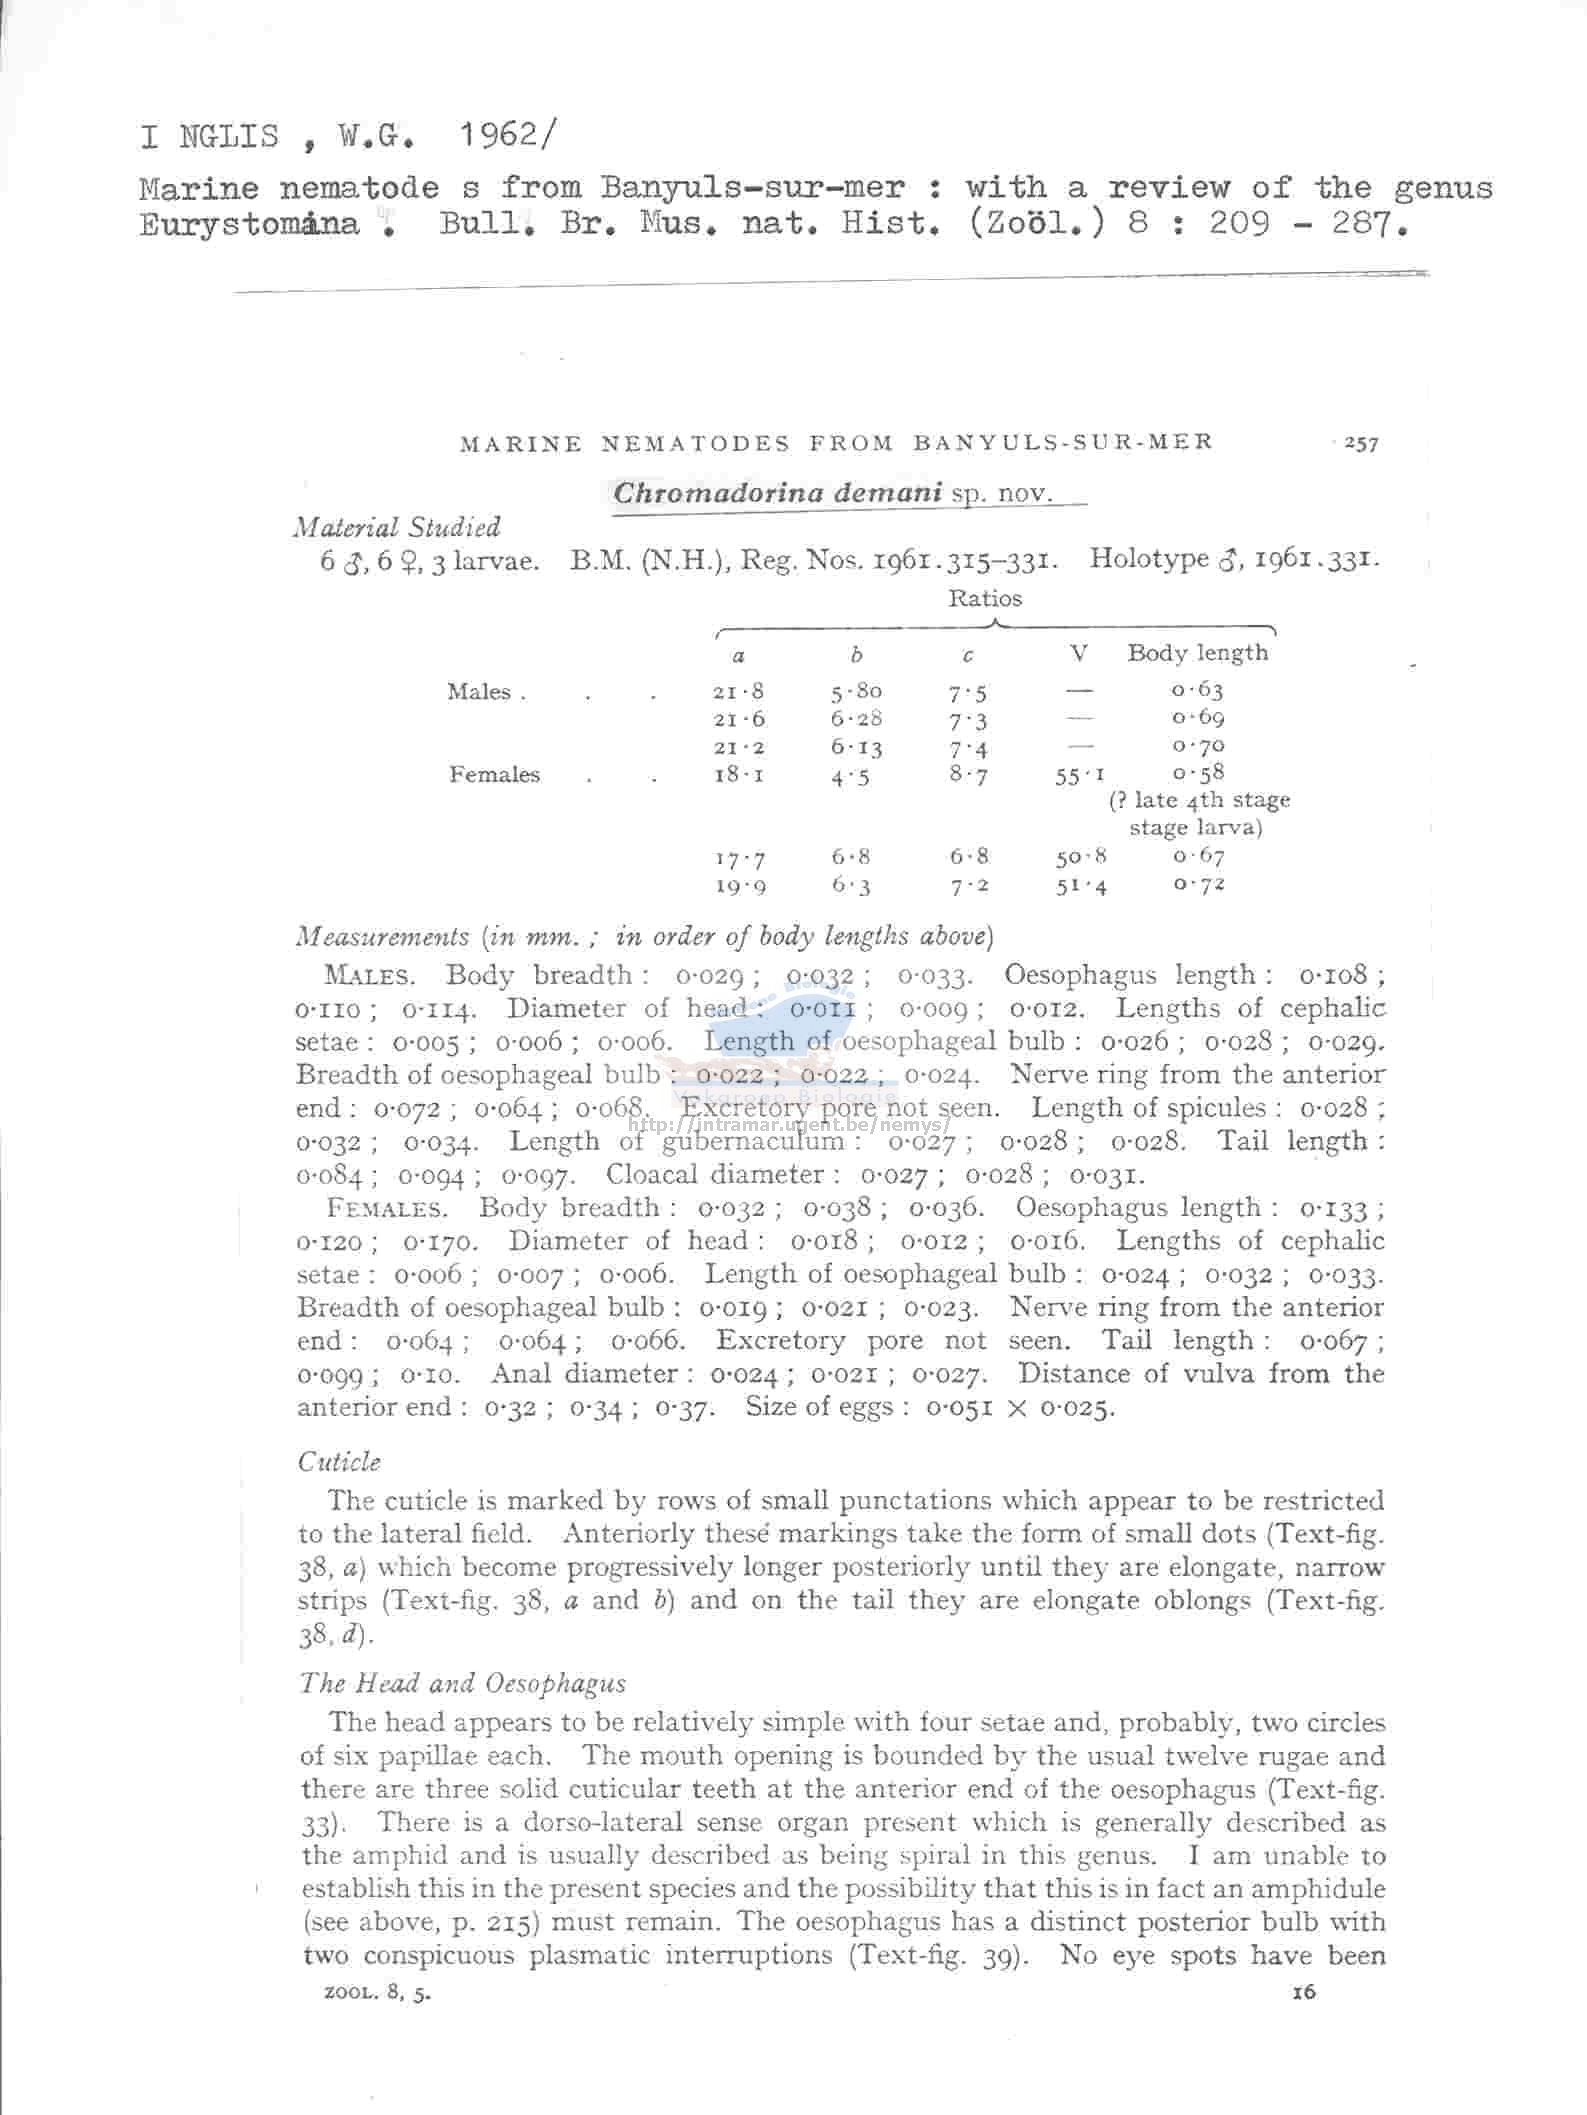 I NGLIS , W.G. 1962/
Marine nematode s from Banyuls-sur-mer : with a review of the genus
Eurystomina . Bull. Br. Mus. nat. Hist. (Zoöl.) 8 : 209 - 287.
MARINE NEMATODES FROM BANYULS-SUR-MER 257
Chromadorina demani sp. nov.
Material Studied
6 ♂, 6 ♀, 3 larvae. B.M. (N.H.), Reg. Nos. 1961.315–331. Holotype ♂, 1961.331.
Ratios
a b c V Body length
Males . . . 21·8 5·80 7·5 — 0·63
21·6 6·28 7·3 — 0·69
21·2 6·13 7·4 — 0·70
Females . . 18·1 4·5 8·7 55·1 0·58
(? late 4th stage
stage larva)
17·7 6·8 6·8 50·8 0·67
19·9 6·3 7·2 51·4 0·72
Measurements (in mm. ; in order of body lengths above)
MALES. Body breadth : 0·029 ; 0·032 ; 0·033. Oesophagus length : 0·108 ;
0·110 ; 0·114. Diameter of head : 0·011 ; 0·009 ; 0·012. Lengths of cephalic
setae : 0·005 ; 0·006 ; 0·006. Length of oesophageal bulb : 0·026 ; 0·028 ; 0·029.
Breadth of oesophageal bulb : 0·022 ; 0·022 ; 0·024. Nerve ring from the anterior
end : 0·072 ; 0·064 ; 0·068. Excretory pore not seen. Length of spicules : 0·028 ;
http://intramar.ugent.be/nemys/
0·032 ; 0·034. Length of gubernaculum : 0·027 ; 0·028 ; 0·028. Tail length :
0·084 ; 0·094 ; 0·097. Cloacal diameter : 0·027 ; 0·028 ; 0·031.
FEMALES. Body breadth : 0·032 ; 0·038 ; 0·036. Oesophagus length : 0·133 ;
0·120 ; 0·170. Diameter of head : 0·018 ; 0·012 ; 0·016. Lengths of cephalic
setae : 0·006 ; 0·007 ; 0·006. Length of oesophageal bulb : 0·024 ; 0·032 ; 0·033.
Breadth of oesophageal bulb : 0·019 ; 0·021 ; 0·023. Nerve ring from the anterior
end : 0·064 ; 0·064 ; 0·066. Excretory pore not seen. Tail length : 0·067 ;
0·099 ; 0·10. Anal diameter : 0·024 ; 0·021 ; 0·027. Distance of vulva from the
anterior end : 0·32 ; 0·34 ; 0·37. Size of eggs : 0·051 × 0·025.
Cuticle
The cuticle is marked by rows of small punctations which appear to be restricted
to the lateral field. Anteriorly these markings take the form of small dots (Text-fig.
38, a) which become progressively longer posteriorly until they are elongate, narrow
strips (Text-fig. 38, a and b) and on the tail they are elongate oblongs (Text-fig.
38, d).
The Head and Oesophagus
The head appears to be relatively simple with four setae and, probably, two circles
of six papillae each. The mouth opening is bounded by the usual twelve rugae and
there are three solid cuticular teeth at the anterior end of the oesophagus (Text-fig.
33). There is a dorso-lateral sense organ present which is generally described as
the amphid and is usually described as being spiral in this genus. I am unable to
establish this in the present species and the possibility that this is in fact an amphidule
(see above, p. 215) must remain. The oesophagus has a distinct posterior bulb with
two conspicuous plasmatic interruptions (Text-fig. 39). No eye spots have been
ZOOL. 8, 5. 16